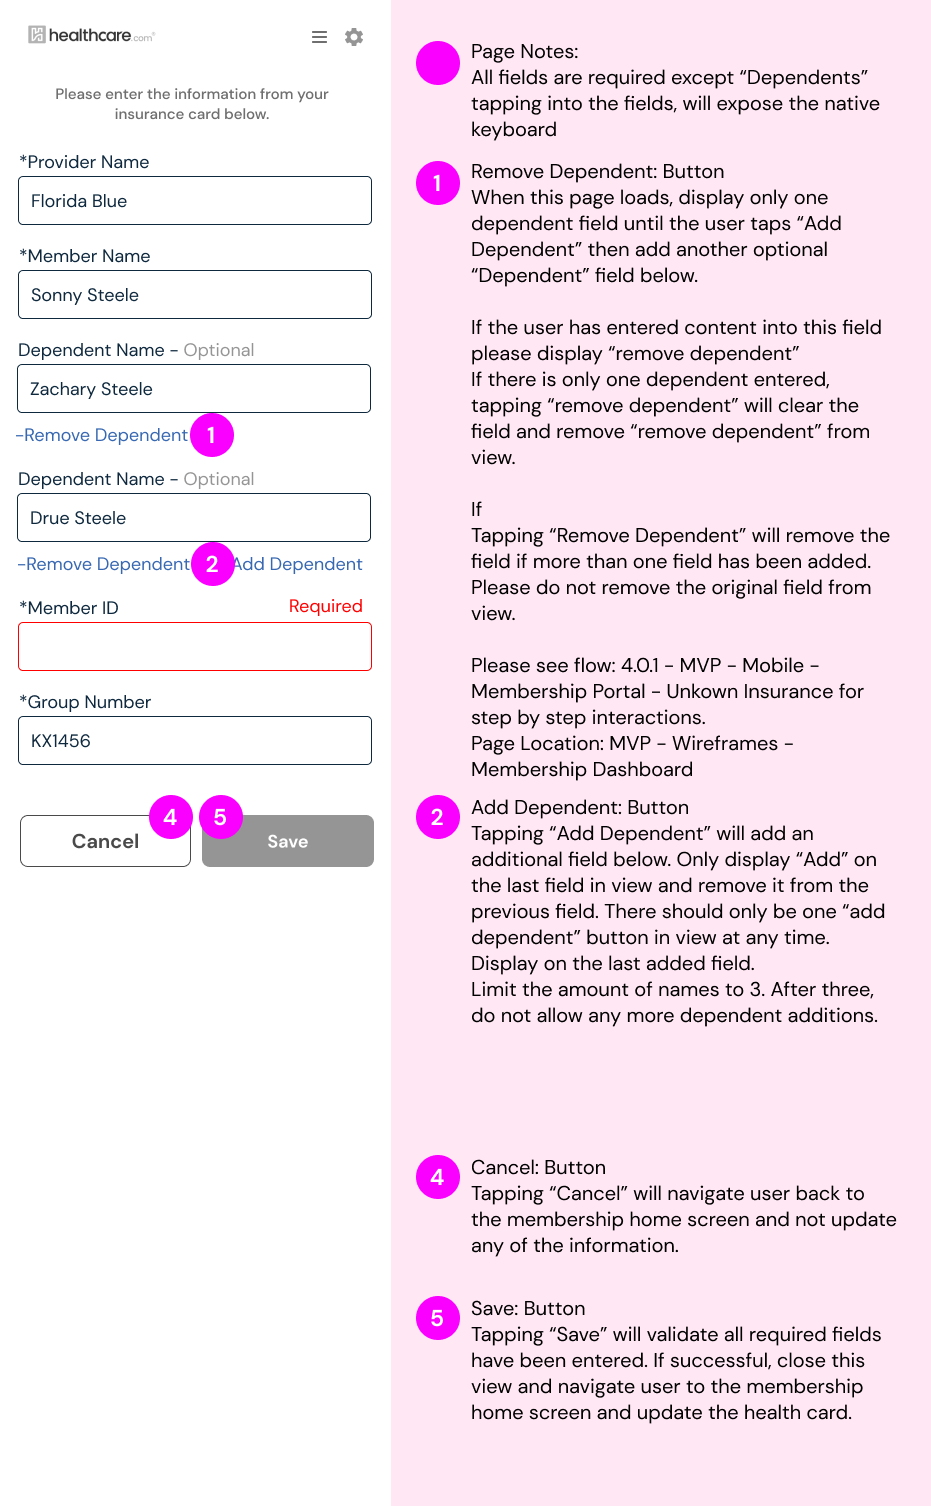 healthcare.com®
Please enter the information from your
insurance card below.
*Provider Name
Florida Blue
*Member Name
Sonny Steele
Dependent Name - Optional
Zachary Steele
-Remove Dependent 1
Dependent Name - Optional
Drue Steele
-Remove Dependent 2 Add Dependent
*Member ID Required
*Group Number
KX1456
4 5
Cancel Save
Page Notes:
All fields are required except “Dependents”
tapping into the fields, will expose the native
keyboard
1 Remove Dependent: Button
When this page loads, display only one
dependent field until the user taps “Add
Dependent” then add another optional
“Dependent” field below.
If the user has entered content into this field
please display “remove dependent”
If there is only one dependent entered,
tapping “remove dependent” will clear the
field and remove “remove dependent” from
view.
If
Tapping “Remove Dependent” will remove the
field if more than one field has been added.
Please do not remove the original field from
view.
Please see flow: 4.0.1 - MVP - Mobile -
Membership Portal - Unkown Insurance for
step by step interactions.
Page Location: MVP - Wireframes -
Membership Dashboard
2 Add Dependent: Button
Tapping “Add Dependent” will add an
additional field below. Only display “Add” on
the last field in view and remove it from the
previous field. There should only be one “add
dependent” button in view at any time.
Display on the last added field.
Limit the amount of names to 3. After three,
do not allow any more dependent additions.
4 Cancel: Button
Tapping “Cancel” will navigate user back to
the membership home screen and not update
any of the information.
5 Save: Button
Tapping “Save” will validate all required fields
have been entered. If successful, close this
view and navigate user to the membership
home screen and update the health card.